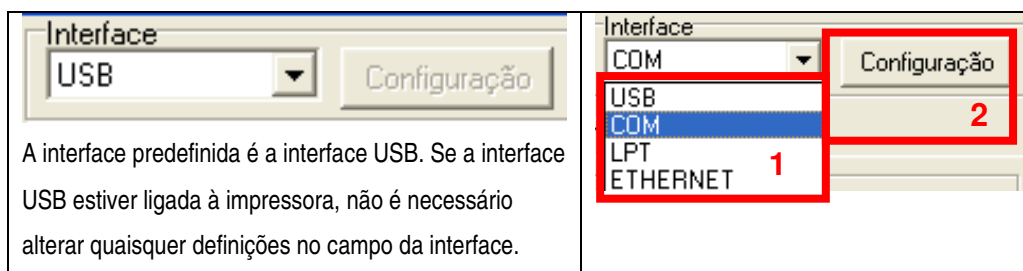 Interface
USB
Configuração
A interface predefinida é a interface USB. Se a interface
USB estiver ligada à impressora, não é necessário
alterar quaisquer definições no campo da interface.
Interface
COM
Configuração
USB
COM
LPT
ETHERNET
1
2